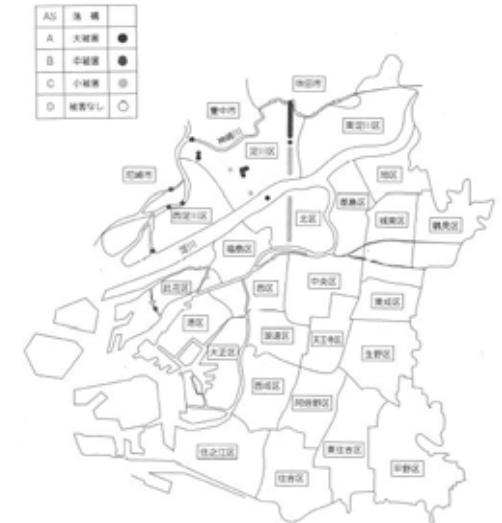 AS 落橋
A 大被害
B 中被害
C 小被害
D 被害なし
吹田市
豊中市
東淀川区
神崎川
淀川区
尼崎市
旭区
都島区
西淀川区
北区
城東区
鶴見区
淀川
福島区
此花区
西区
中央区
東成区
港区
大正区
浪速区
天王寺区
生野区
西成区
阿倍野区
住之江区
東住吉区
住吉区
平野区